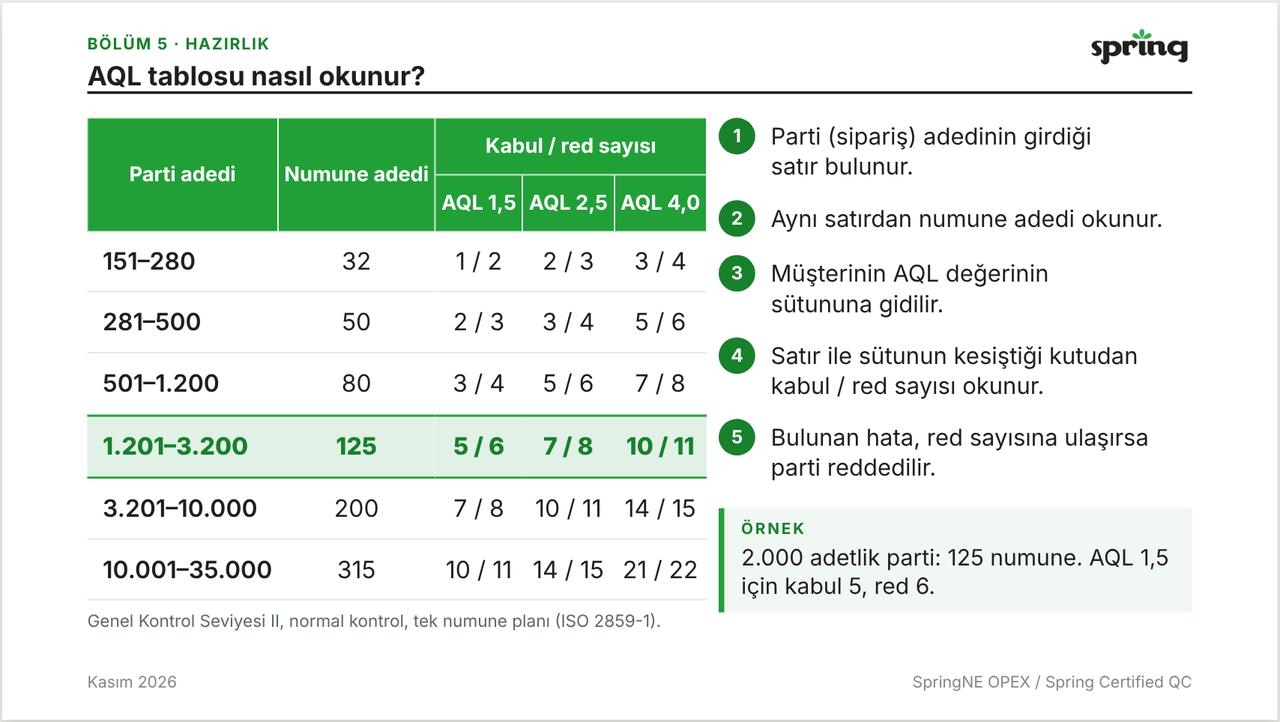 BÖLÜM 5 · HAZIRLIK
AQL tablosu nasıl okunur?
spring
Parti adedi
Numune adedi
Kabul / red sayısı
AQL 1,5
AQL 2,5
AQL 4,0
151–280 32 1 / 2 2 / 3 3 / 4
281–500 50 2 / 3 3 / 4 5 / 6
501–1.200 80 3 / 4 5 / 6 7 / 8
1.201–3.200 125 5 / 6 7 / 8 10 / 11
3.201–10.000 200 7 / 8 10 / 11 14 / 15
10.001–35.000 315 10 / 11 14 / 15 21 / 22
Genel Kontrol Seviyesi II, normal kontrol, tek numune planı (ISO 2859-1).
1 Parti (sipariş) adedinin girdiği
satır bulunur.
2 Aynı satırdan numune adedi okunur.
3 Müşterinin AQL değerinin
sütununa gidilir.
4 Satır ile sütunun kesiştiği kutudan
kabul / red sayısı okunur.
5 Bulunan hata, red sayısına ulaşırsa
parti reddedilir.
ÖRNEK
2.000 adetlik parti: 125 numune. AQL 1,5
için kabul 5, red 6.
Kasım 2026
SpringNE OPEX / Spring Certified QC